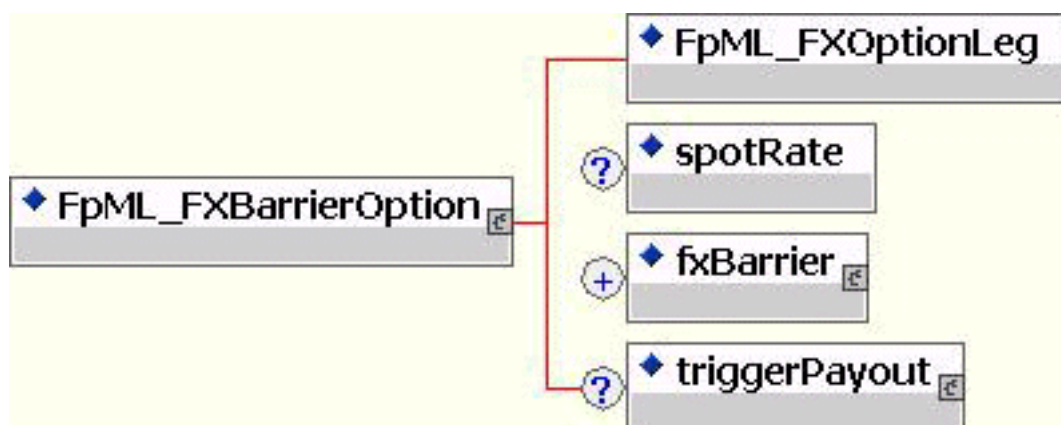 FpML_FXOptionLeg
?
spotRate
FpML_FXBarrierOption
+
fxBarrier
?
triggerPayout